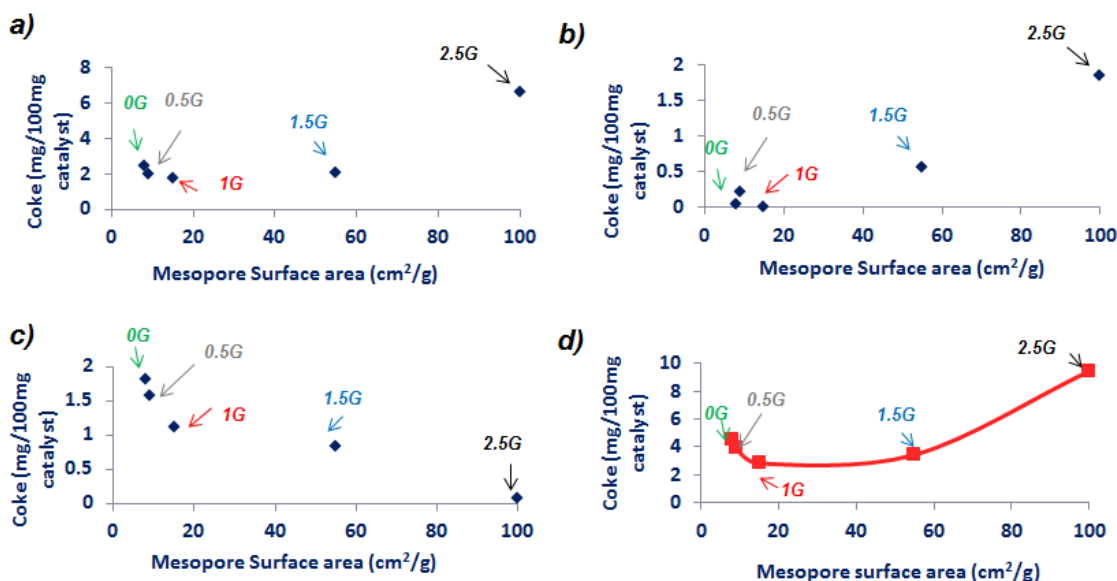 a)
Coke (mg/100mg
catalyst)
8
6
4
2
0
0G
0.5G
1G
1.5G
2.5G
0 20 40 60 80 100
Mesopore Surface area (cm²/g)
b)
Coke (mg/100mg
catalyst)
2
1.5
1
0.5
0
0G
0.5G
1G
1.5G
2.5G
0 20 40 60 80 100
Mesopore Surface area (cm²/g)
c)
Coke (mg/100mg
catalyst)
2
1.5
1
0.5
0
0G
0.5G
1G
1.5G
2.5G
0 20 40 60 80 100
Mesopore Surface area (cm²/g)
d)
Coke (mg/100mg
catalyst)
10
8
6
4
2
0
0G
0.5G
1G
1.5G
2.5G
0 20 40 60 80 100
Mesopore surface area (cm²/g)